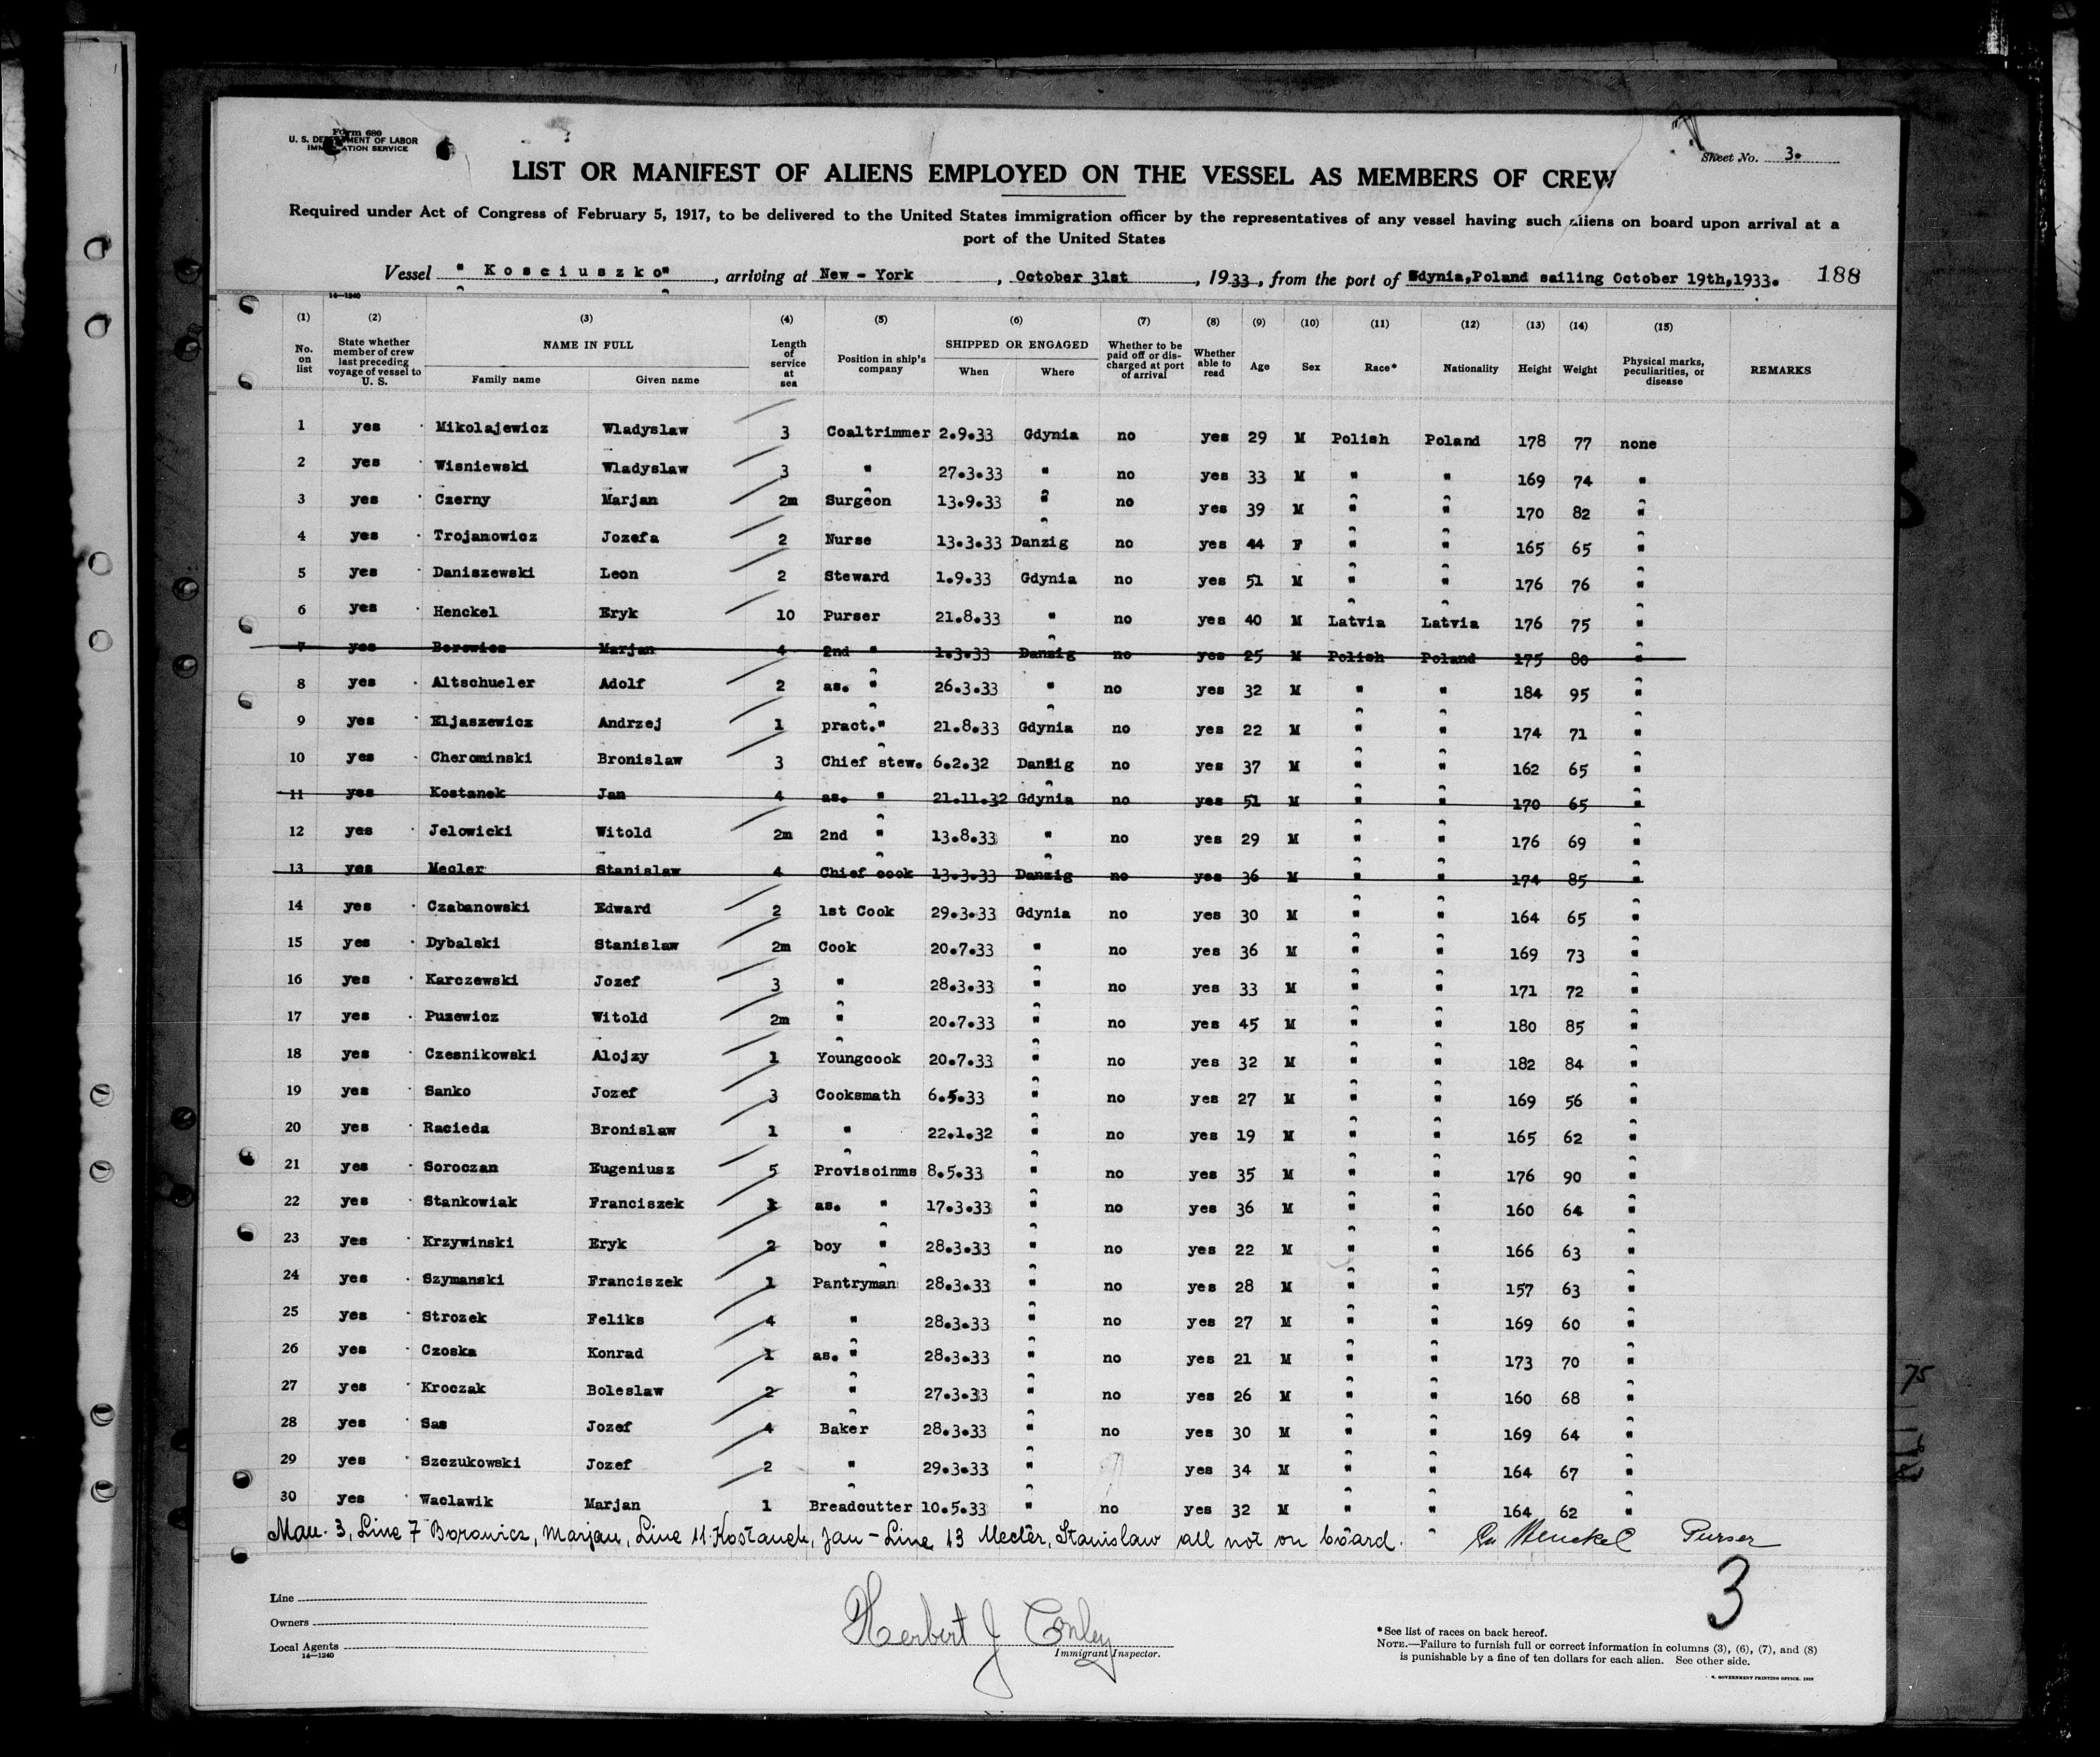 Form 680
U. S. DEPARTMENT OF LABOR
IMMIGRATION SERVICE
Sheet No. 3.
LIST OR MANIFEST OF ALIENS EMPLOYED ON THE VESSEL AS MEMBERS OF CREW
Required under Act of Congress of February 5, 1917, to be delivered to the United States immigration officer by the representatives of any vessel having such aliens on board upon arrival at a
port of the United States
Vessel "Kosciuszko", arriving at New-York, October 31st, 1933, from the port of Gdynia,Poland sailing October 19th,1933. 188
14—1240
(1) (2) (3) (4) (5) (6) (7) (8) (9) (10) (11) (12) (13) (14) (15)
No. on list State whether member of crew last preceding voyage of vessel to U. S. NAME IN FULL Family name Given name Length of service at sea Position in ship's company SHIPPED OR ENGAGED When Where Whether to be paid off or discharged at port of arrival Whether able to read Age Sex Race* Nationality Height Weight Physical marks, peculiarities, or disease REMARKS
1 yes Mikolajewicz Wladyslaw 3 Coaltrimmer 2.9.33 Gdynia no yes 29 M Polish Poland 178 77 none
2 yes Wisniewski Wladyslaw 3 " 27.3.33 " no yes 33 M " " 169 74 "
3 yes Czerny Marjan 2m Surgeon 13.9.33 " no yes 39 M " " 170 82 "
4 yes Trojanowicz Jozefa 2 Nurse 13.3.33 Danzig no yes 44 F " " 165 65 "
5 yes Daniszewski Leon 2 Steward 1.9.33 Gdynia no yes 51 M " " 176 76 "
6 yes Henckel Eryk 10 Purser 21.8.33 " no yes 40 M Latvia Latvia 176 75 "
7 yes Borowicz Marjan 4 2nd " 1.3.33 Danzig no yes 25 M Polish Poland 175 80 "
8 yes Altschueler Adolf 2 as. " 26.3.33 " no yes 32 M " " 184 95 "
9 yes Eljaszewicz Andrzej 1 pract." 21.8.33 Gdynia no yes 22 M " " 174 71 "
10 yes Cherominski Bronislaw 3 Chief stew. 6.2.32 Danzig no yes 37 M " " 162 65 "
11 yes Kostanek Jan 4 as. " 21.11.32 Gdynia no yes 51 M " " 170 65 "
12 yes Jelowicki Witold 2m 2nd " 13.8.33 " no yes 29 M " " 176 69 "
13 yes Mecler Stanislaw 4 Chief cook 13.3.33 Danzig no yes 36 M " " 174 85 "
14 yes Czabanowski Edward 2 1st Cook 29.3.33 Gdynia no yes 30 M " " 164 65 "
15 yes Dybalski Stanislaw 2m Cook 20.7.33 " no yes 36 M " " 169 73 "
16 yes Karczewski Jozef 3 " 28.3.33 " no yes 33 M " " 171 72 "
17 yes Puzewicz Witold 2m " 20.7.33 " no yes 45 M " " 180 85 "
18 yes Czesnikowski Alojzy 1 Youngcook 20.7.33 " no yes 32 M " " 182 84 "
19 yes Sanko Jozef 3 Cooksmath 6.5.33 " no yes 27 M " " 169 56 "
20 yes Racieda Bronislaw 1 " 22.1.32 " no yes 19 M " " 165 62 "
21 yes Soroczan Eugeniusz 5 Provisoinms 8.5.33 " no yes 35 M " " 176 90 "
22 yes Stankowiak Franciszek 1 as. " 17.3.33 " no yes 36 M " " 160 64 "
23 yes Krzywinski Eryk 2 boy " 28.3.33 " no yes 22 M " " 166 63 "
24 yes Szymanski Franciszek 1 Pantryman 28.3.33 " no yes 28 M " " 157 63 "
25 yes Strozek Feliks 4 " 28.3.33 " no yes 27 M " " 169 60 "
26 yes Czoska Konrad 1 as. " 28.3.33 " no yes 21 M " " 173 70 "
27 yes Kroczak Boleslaw 2 " 27.3.33 " no yes 26 M " " 160 68 "
28 yes Sas Jozef 4 Baker 28.3.33 " no yes 30 M " " 169 64 "
29 yes Szczukowski Jozef 2 " 29.3.33 " yes 34 M " " 164 67 "
30 yes Waclawik Marjan 1 Breadcutter 10.5.33 " no yes 32 M " " 164 62 "
Man. 3, Line 7 Borowicz, Marjan, Line 11 Kostanek, Jan - Line 13 Mecler, Stanislaw all not on board. Henckel Purser
3
Line
Owners
Local Agents
14—1240
Herbert J Conley
Immigrant Inspector.
*See list of races on back hereof.
NOTE.—Failure to furnish full or correct information in columns (3), (6), (7), and (8)
is punishable by a fine of ten dollars for each alien. See other side.
GOVERNMENT PRINTING OFFICE. 1929
75